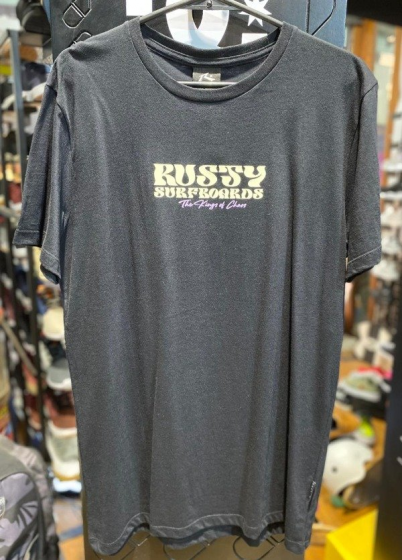 RUSTY
SURFBOARDS
The Kings of Chaos